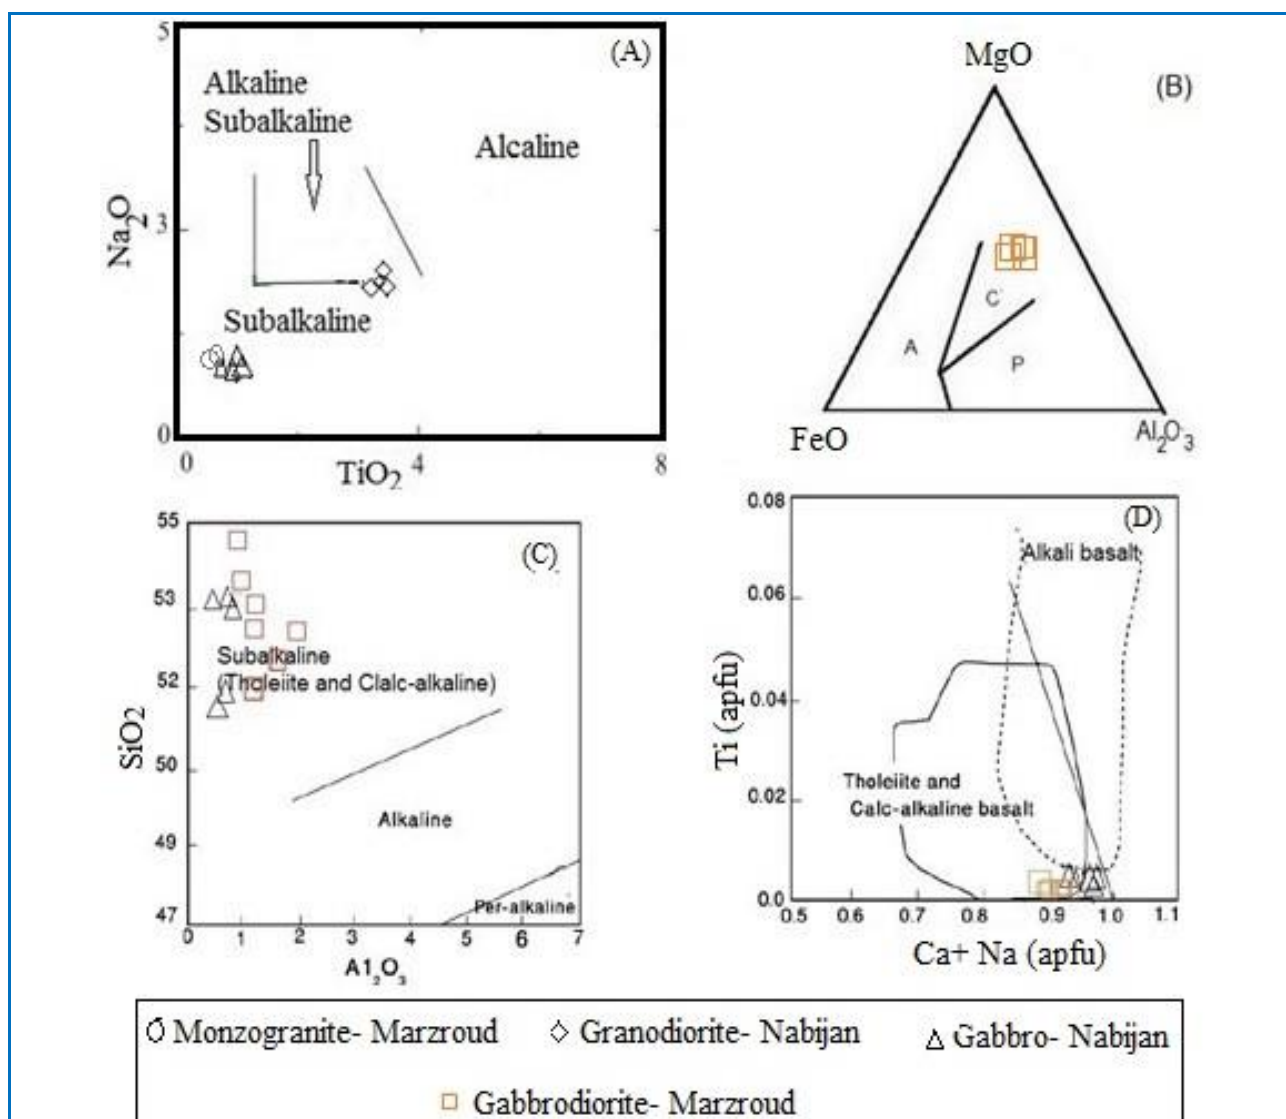 (A)
5
3
0
Na2O
Alkaline
Subalkaline
Alcaline
Subalkaline
0 4 8
TiO2
(B)
MgO
A
C
P
FeO
Al2O3
(C)
55
53
52
50
49
47
SiO2
Subalkaline
(Tholeiite and Clalc-alkaline)
Alkaline
Per-alkaline
0 1 2 3 4 5 6 7
A12O3
(D)
0.08
0.06
0.04
0.02
0.0
Ti (apfu)
Alkali basalt
Tholeiite and
Calc-alkaline basalt
0.5 0.6 0.7 0.8 0.9 1.0 1.1
Ca+ Na (apfu)
Monzogranite- Marzroud
Granodiorite- Nabijan
Gabbro- Nabijan
Gabbrodiorite- Marzroud